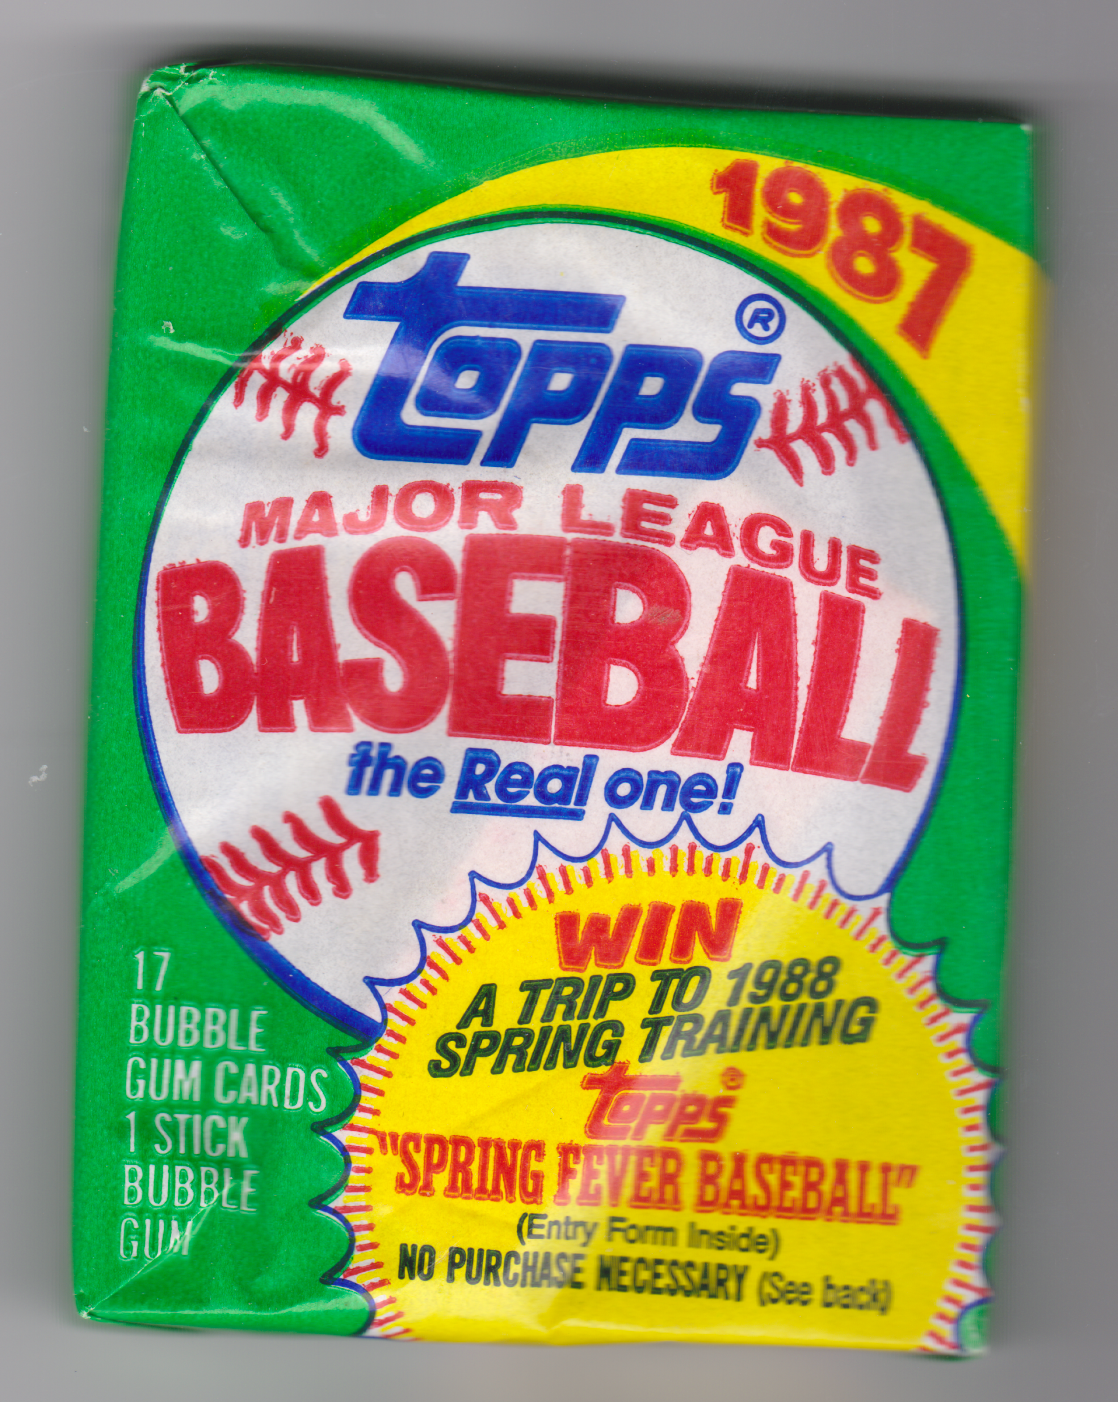 1987
Topps®
MAJOR LEAGUE
BASEBALL
the Real one!
WIN
A TRIP TO 1988
SPRING TRAINING
Topps®
"SPRING FEVER BASEBALL"
(Entry Form Inside)
NO PURCHASE NECESSARY (See back)
17
BUBBLE
GUM CARDS
1 STICK
BUBBLE
GUM